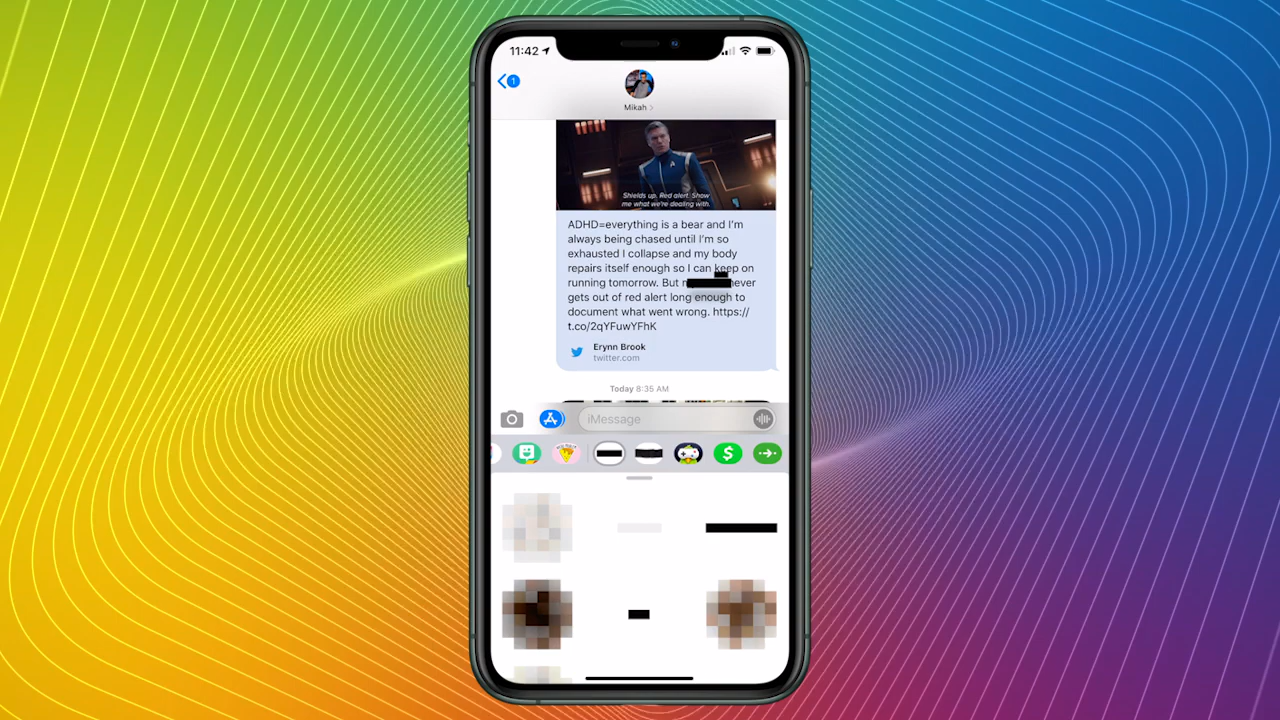 11:42
1
Mikah
Shields up. Red alert. Show
me what we're dealing with.
ADHD=everything is a bear and I'm
always being chased until I'm so
exhausted I collapse and my body
repairs itself enough so I can keep on
running tomorrow. But
gets out of red alert long enough to
document what went wrong. https://
t.co/2qYFuwYFhK
Erynn Brook
twitter.com
Today 8:35 AM
iMessage
$